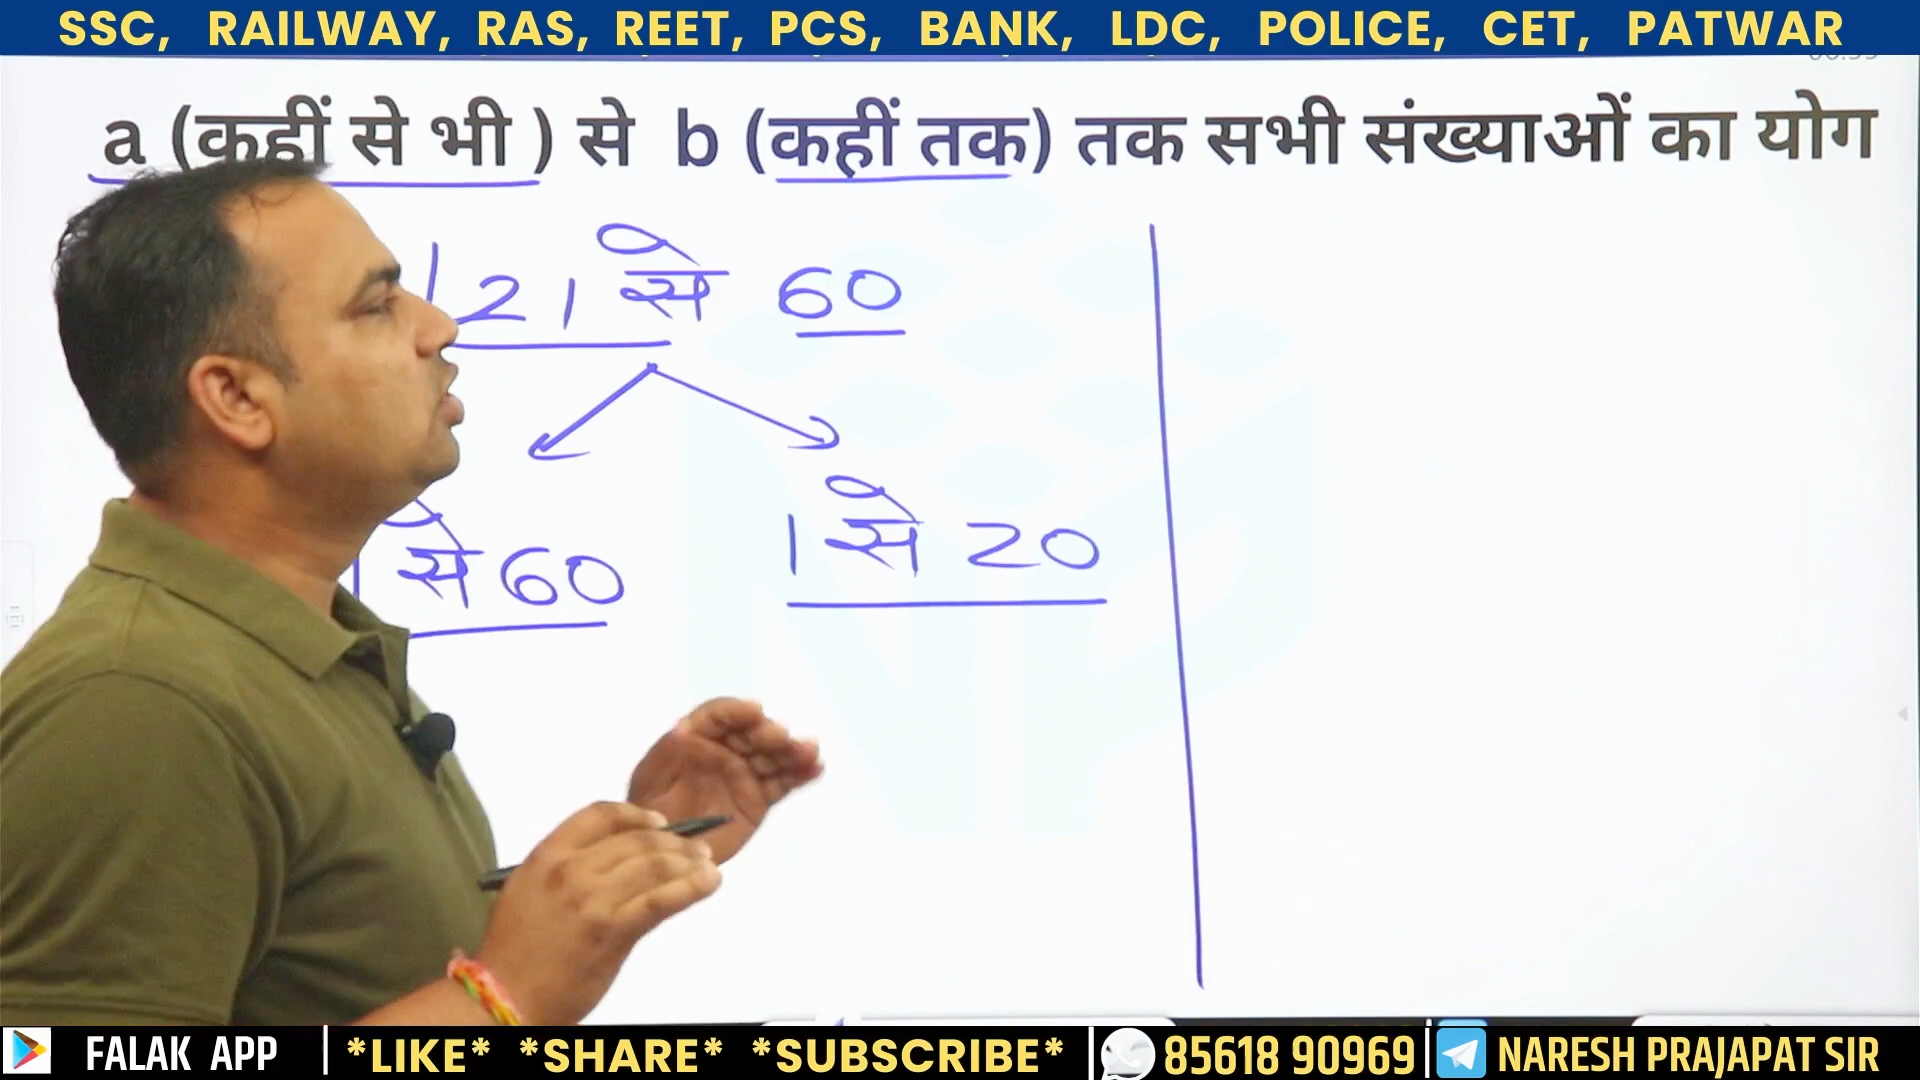 SSC, RAILWAY, RAS, REET, PCS, BANK, LDC, POLICE, CET, PATWAR
a (कहीं से भी ) से b (कहीं तक) तक सभी संख्याओं का योग
21 से 60
1 से 60
1 से 20
FALAK APP
*LIKE* *SHARE* *SUBSCRIBE*
85618 90969
NARESH PRAJAPAT SIR